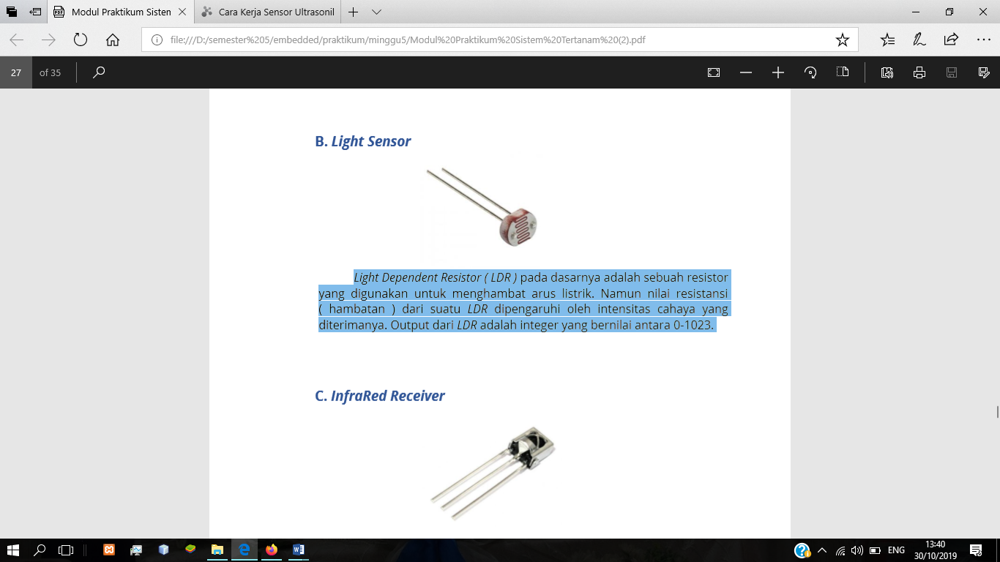 Modul Praktikum Sisten
Cara Kerja Sensor Ultrasonil
file:///D:/semester%205/embedded/praktikum/minggu5/Modul%20Praktikum%20Sistem%20Tertanam%20(2).pdf
27 of 35
B. Light Sensor
Light Dependent Resistor ( LDR ) pada dasarnya adalah sebuah resistor
yang digunakan untuk menghambat arus listrik. Namun nilai resistansi
( hambatan ) dari suatu LDR dipengaruhi oleh intensitas cahaya yang
diterimanya. Output dari LDR adalah integer yang bernilai antara 0-1023.
C. InfraRed Receiver
ENG
13:40
30/10/2019